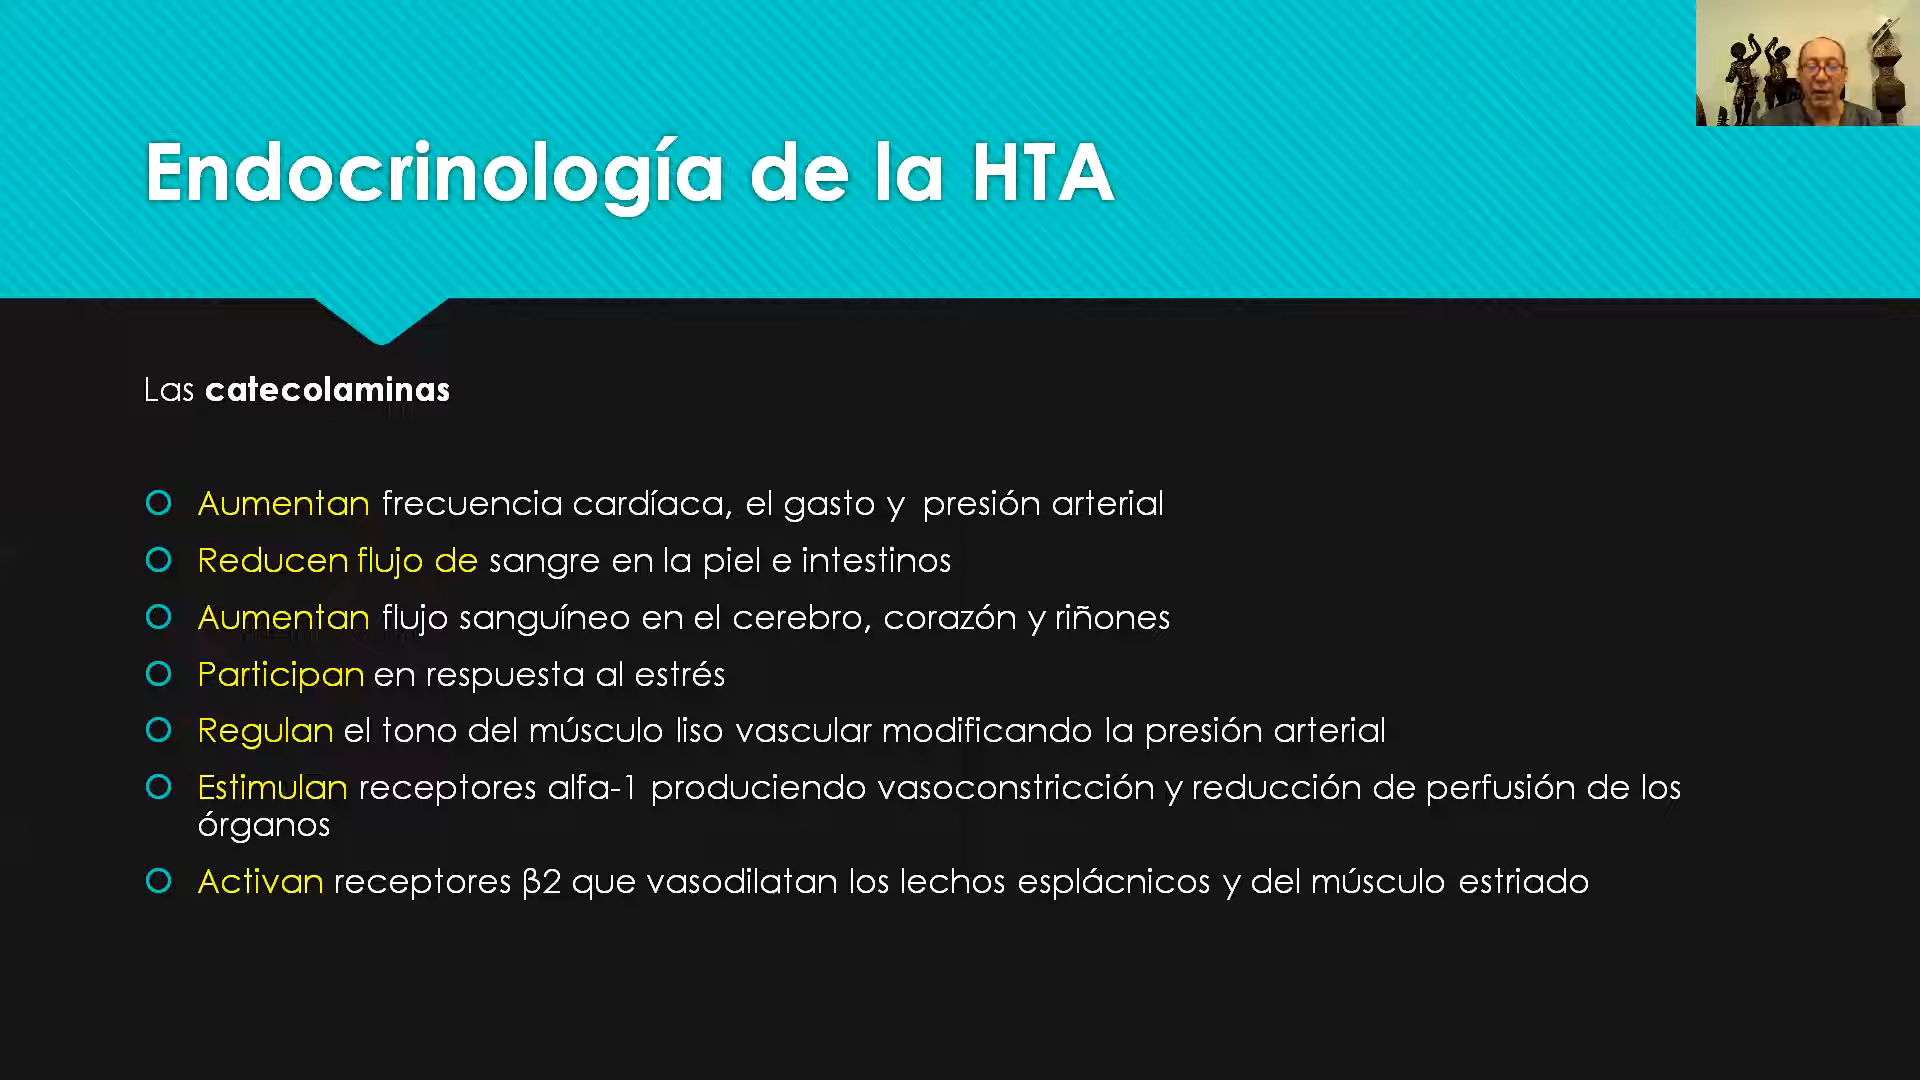 Endocrinología de la HTA
Las catecolaminas
Aumentan frecuencia cardíaca, el gasto y presión arterial
Reducen flujo de sangre en la piel e intestinos
Aumentan flujo sanguíneo en el cerebro, corazón y riñones
Participan en respuesta al estrés
Regulan el tono del músculo liso vascular modificando la presión arterial
Estimulan receptores alfa-1 produciendo vasoconstricción y reducción de perfusión de los
órganos
Activan receptores β2 que vasodilatan los lechos esplácnicos y del músculo estriado